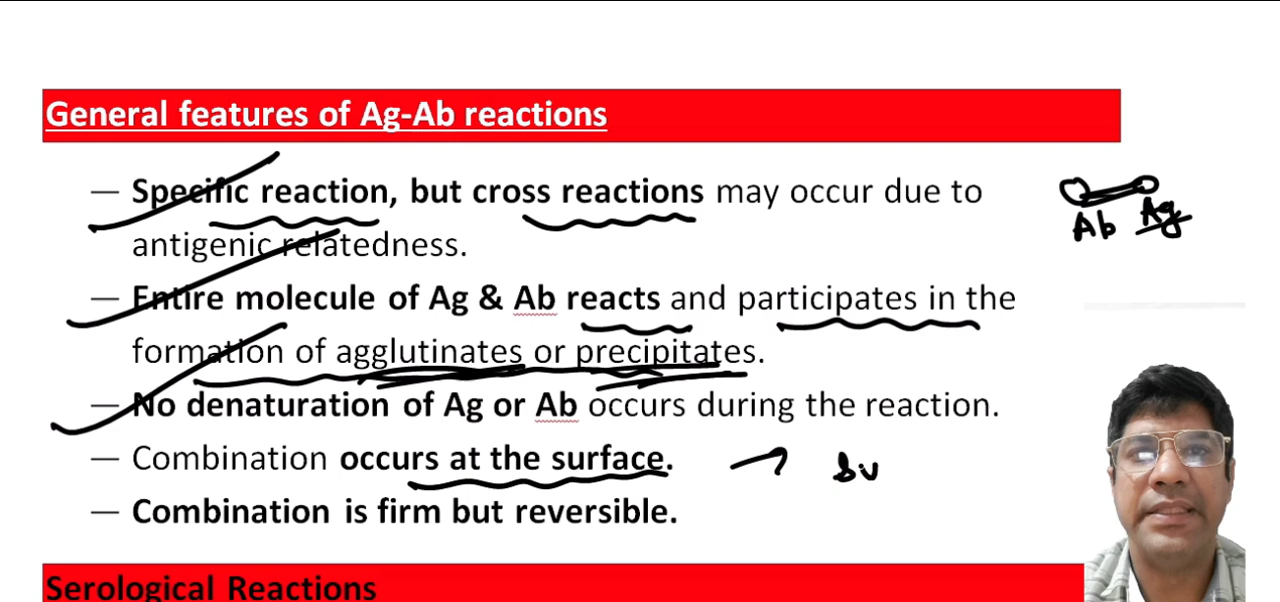 General features of Ag-Ab reactions
— Specific reaction, but cross reactions may occur due to
antigenic relatedness.
Ab Ag
— Entire molecule of Ag & Ab reacts and participates in the
formation of agglutinates or precipitates.
— No denaturation of Ag or Ab occurs during the reaction.
— Combination occurs at the surface. su
— Combination is firm but reversible.
Serological Reactions